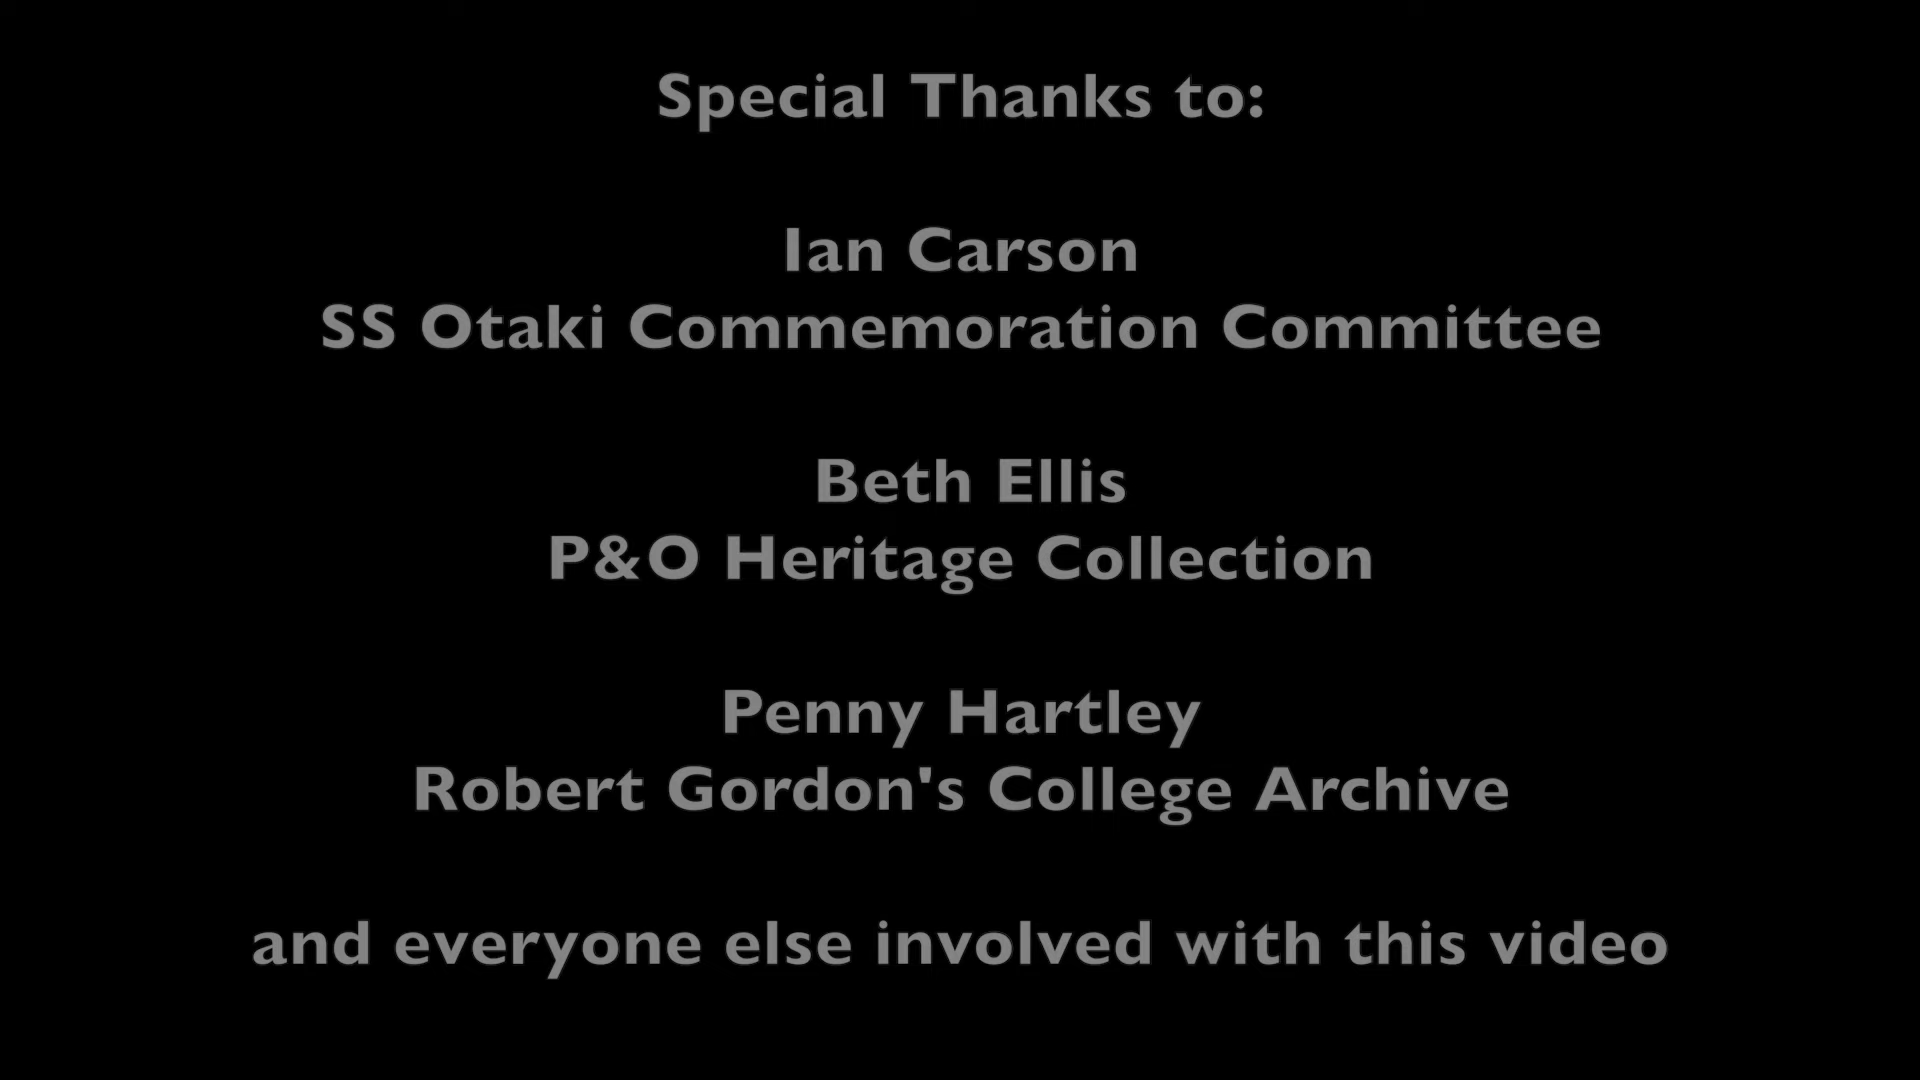 Special Thanks to:
Ian Carson
SS Otaki Commemoration Committee
Beth Ellis
P&O Heritage Collection
Penny Hartley
Robert Gordon's College Archive
and everyone else involved with this video